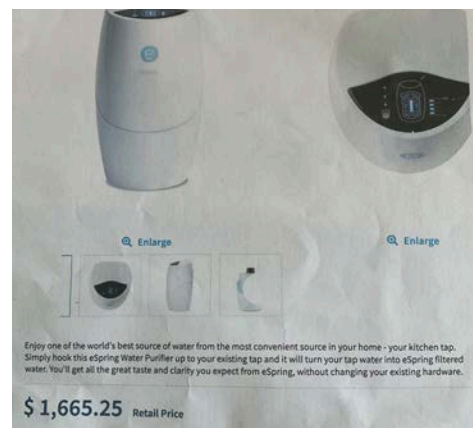 Enlarge
Enlarge
Enjoy one of the world's best source of water from the most convenient source in your home - your kitchen tap.
Simply hook this eSpring Water Purifier up to your existing tap and it will turn your tap water into eSpring filtered
water. You'll get all the great taste and clarity you expect from eSpring, without changing your existing hardware.
$ 1,665.25 Retail Price